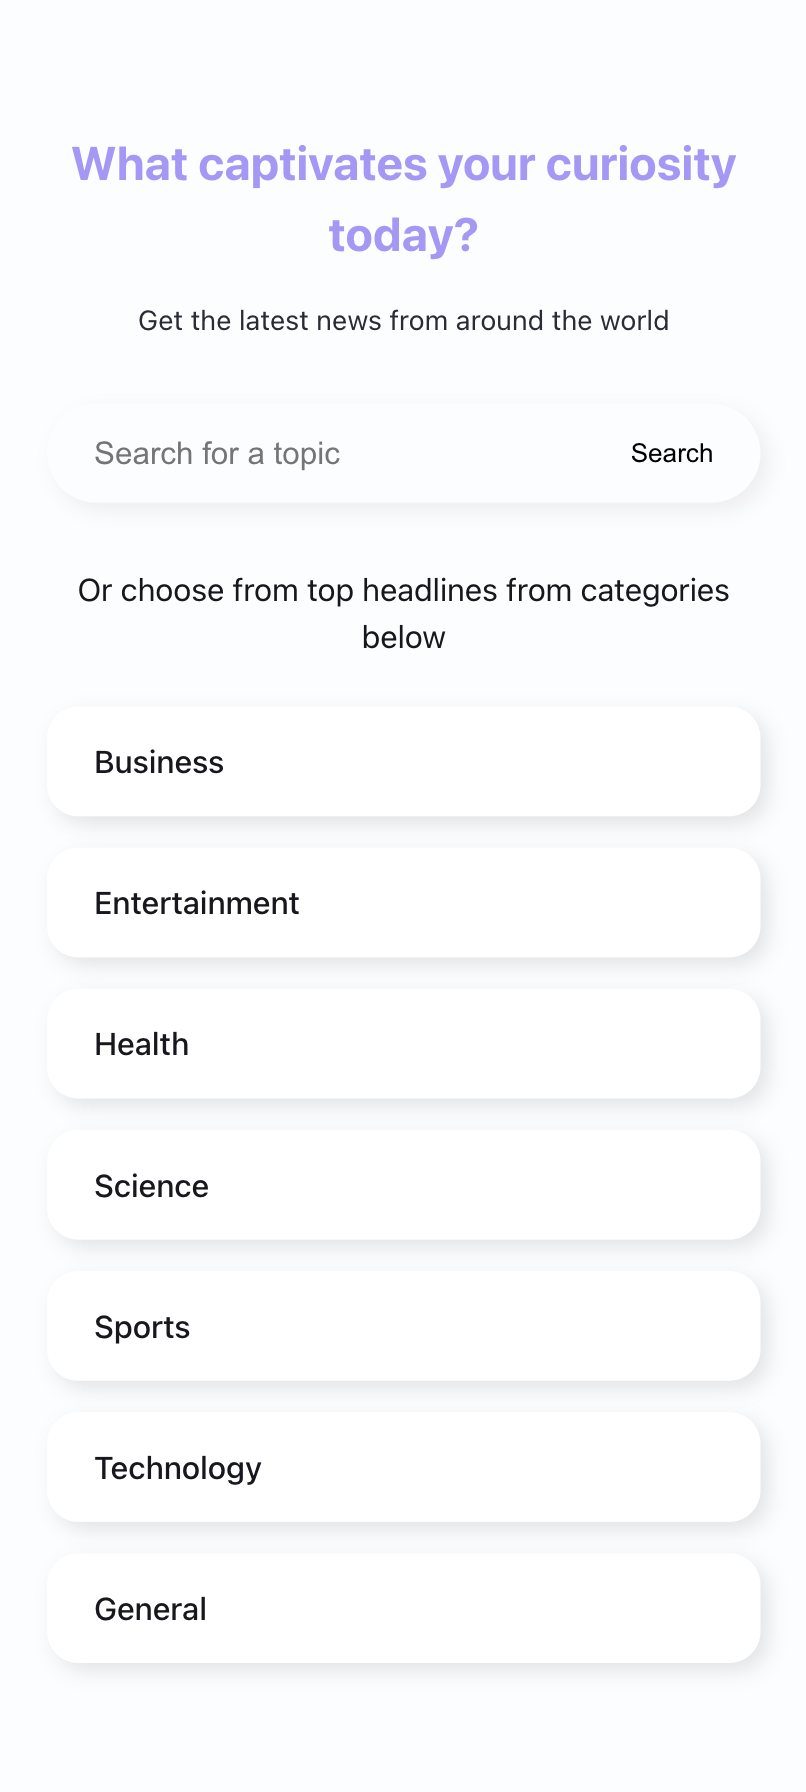 What captivates your curiosity
today?
Get the latest news from around the world
Search for a topic
Search
Or choose from top headlines from categories
below
Business
Entertainment
Health
Science
Sports
Technology
General